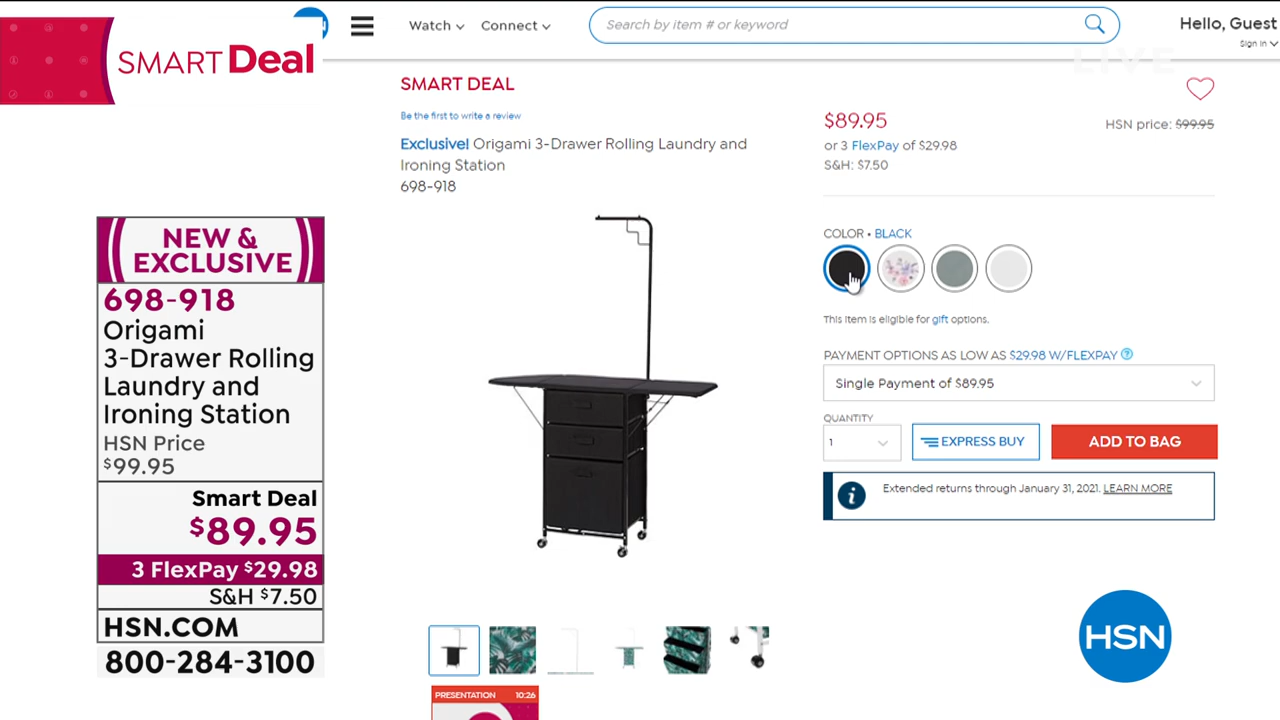 SMART Deal
Watch
Connect
Search by item # or keyword
Hello, Guest
Sign In
LIVE
SMART DEAL
Be the first to write a review
Exclusive! Origami 3-Drawer Rolling Laundry and
Ironing Station
698-918
$89.95
HSN price: $99.95
or 3 FlexPay of $29.98
S&H: $7.50
COLOR • BLACK
This item is eligible for gift options.
PAYMENT OPTIONS AS LOW AS $29.98 W/FLEXPAY ?
Single Payment of $89.95
QUANTITY
1
EXPRESS BUY
ADD TO BAG
i
Extended returns through January 31, 2021. LEARN MORE
NEW &
EXCLUSIVE
698-918
Origami
3-Drawer Rolling
Laundry and
Ironing Station
HSN Price
$99.95
Smart Deal
$89.95
3 FlexPay $29.98
S&H $7.50
HSN.COM
800-284-3100
HSN
PRESENTATION 10:26